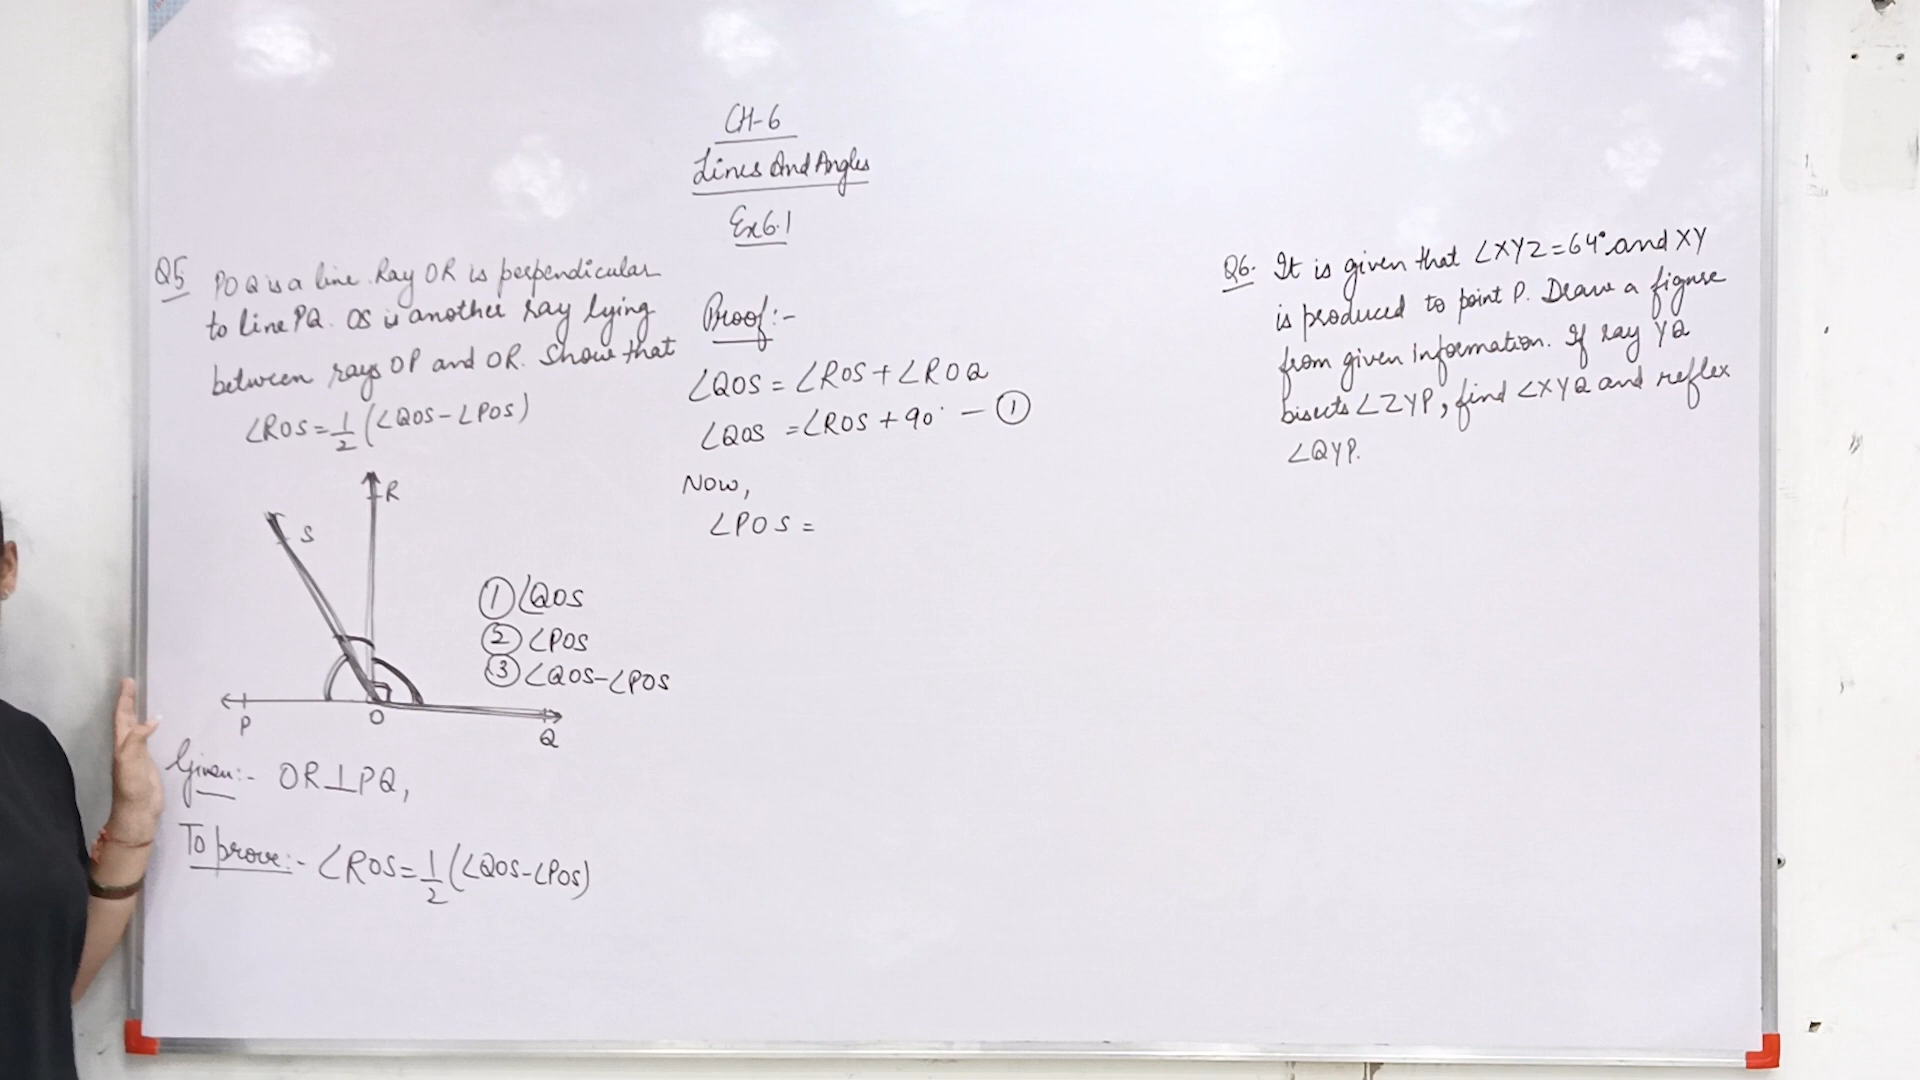 CH-6
Lines And Angles
Ex 6.1
Q5 POQ is a line. Ray OR is perpendicular
to line PQ. OS is another ray lying
between rays OP and OR. Show that
∠ROS = 1/2 (∠QOS - ∠POS)
R
S
P
O
Q
① ∠QOS
② ∠POS
③ ∠QOS - ∠POS
Given:- OR⊥PQ,
To prove:- ∠ROS = 1/2 (∠QOS - ∠POS)
Proof:-
∠QOS = ∠ROS + ∠ROQ
∠QOS = ∠ROS + 90° - ①
Now,
∠POS =
Q6. It is given that ∠XYZ = 64° and XY
is produced to point P. Draw a figure
from given information. If ray YQ
bisects ∠ZYP, find ∠XYQ and reflex
∠QYP.